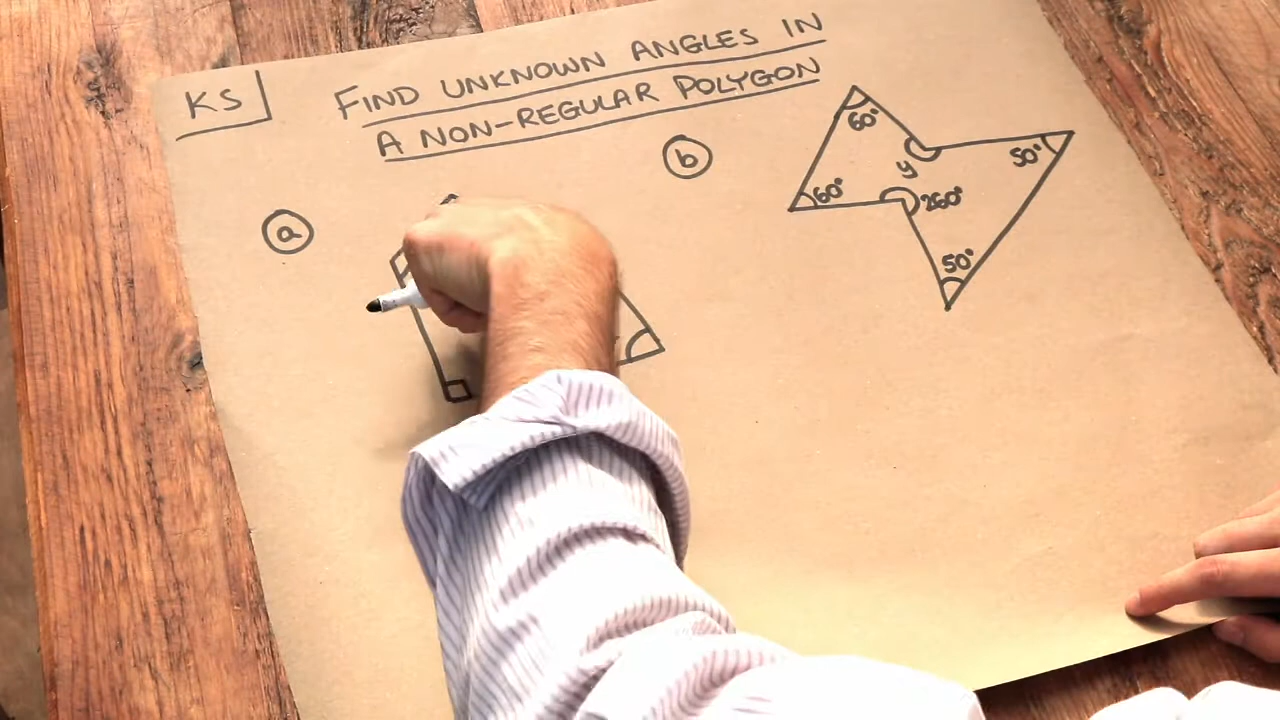 KS
FIND UNKNOWN ANGLES IN
A NON-REGULAR POLYGON
a
b
60°
y
50°
60°
260°
50°